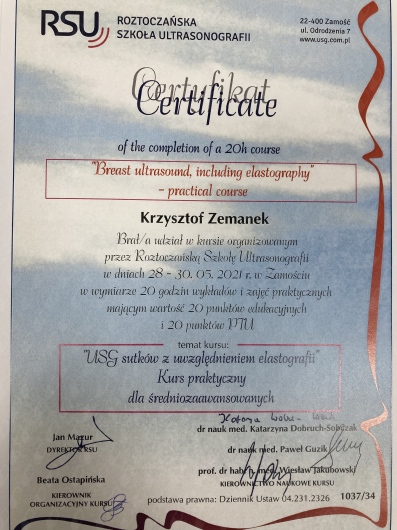 RSU
ROZTOCZAŃSKA
SZKOŁA ULTRASONOGRAFII
22-400 Zamość
ul. Odrodzenia 7
www.usg.com.pl
Certyfikat
Certificate
of the completion of a 20h course
"Breast ultrasound, including elastography"
– practical course
Krzysztof Zemanek
Brał/a udział w kursie organizowanym
przez Roztoczańską Szkołę Ultrasonografii
w dniach 28 - 30. 05. 2021 r. w Zamościu
w wymiarze 20 godzin wykładów i zajęć praktycznych
mającym wartość 20 punktów edukacyjnych
i 20 punktów PTU
temat kursu:
"USG sutków z uwzględnieniem elastografii"
Kurs praktyczny
dla średniozaawansowanych
dr nauk med. Katarzyna Dobruch-Sobczak
Jan Mazur
DYREKTOR RSU
dr nauk med. Paweł Guzik
prof. dr hab. n. med. Wiesław Jakubowski
KIEROWNICTWO NAUKOWE KURSU
Beata Ostapińska
KIEROWNIK
ORGANIZACYJNY KURSU
podstawa prawna: Dziennik Ustaw 04.231.2326
1037/34